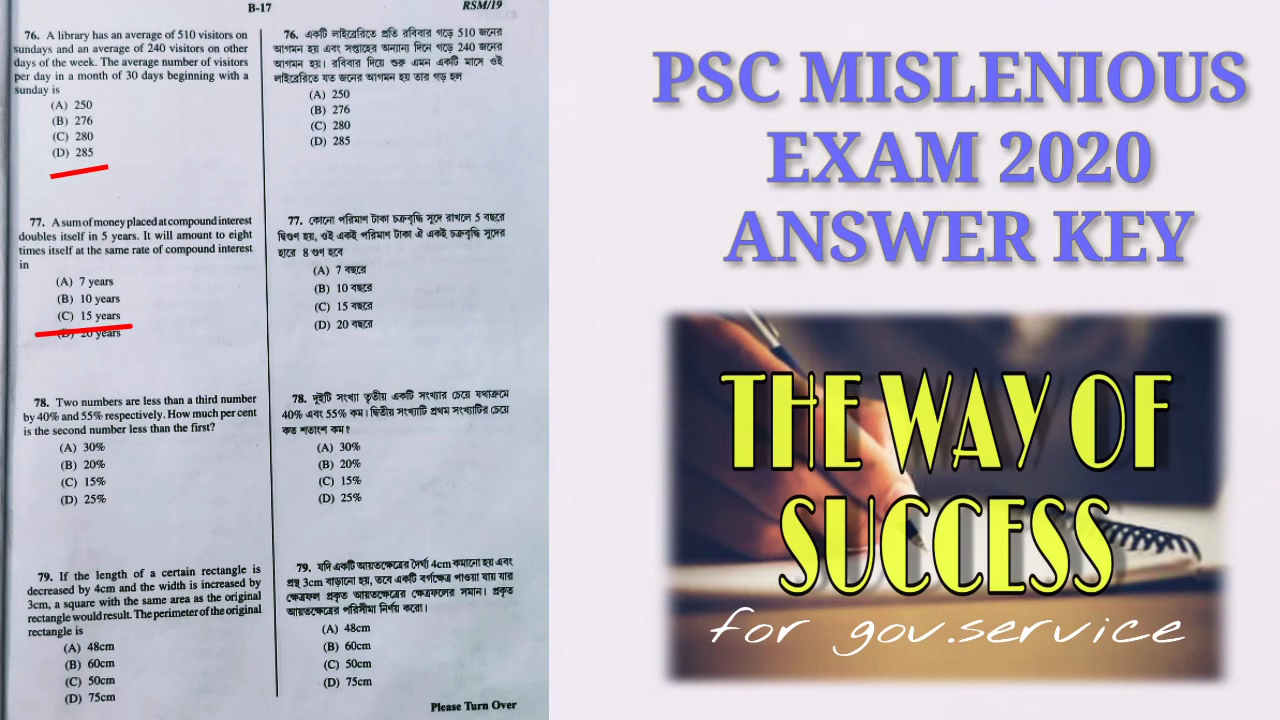 B-17
RSM/19
76. A library has an average of 510 visitors on
sundays and an average of 240 visitors on other
days of the week. The average number of visitors
per day in a month of 30 days beginning with a
sunday is
(A) 250
(B) 276
(C) 280
(D) 285
77. A sum of money placed at compound interest
doubles itself in 5 years. It will amount to eight
times itself at the same rate of compound interest
in
(A) 7 years
(B) 10 years
(C) 15 years
(D) 20 years
78. Two numbers are less than a third number
by 40% and 55% respectively. How much per cent
is the second number less than the first?
(A) 30%
(B) 20%
(C) 15%
(D) 25%
79. If the length of a certain rectangle is
decreased by 4cm and the width is increased by
3cm, a square with the same area as the original
rectangle would result. The perimeter of the original
rectangle is
(A) 48cm
(B) 60cm
(C) 50cm
(D) 75cm
76. একটি লাইব্রেরিতে প্রতি রবিবার গড়ে 510 জনের
আগমন হয় এবং সপ্তাহের অন্যান্য দিনে গড়ে 240 জনের
আগমন হয়। রবিবার দিয়ে শুরু এমন একটি মাসে ওই
লাইব্রেরিতে যত জনের আগমন হয় তার গড় হল
(A) 250
(B) 276
(C) 280
(D) 285
77. কোনো পরিমাণ টাকা চক্রবৃদ্ধি সুদে রাখলে 5 বছরে
দ্বিগুণ হয়, ওই একই পরিমাণ টাকা ঐ একই চক্রবৃদ্ধি সুদের
হারে 8 গুণ হবে
(A) 7 বছরে
(B) 10 বছরে
(C) 15 বছরে
(D) 20 বছরে
78. দুইটি সংখ্যা তৃতীয় একটি সংখ্যার চেয়ে যথাক্রমে
40% এবং 55% কম। দ্বিতীয় সংখ্যাটি প্রথম সংখ্যাটির চেয়ে
কত শতাংশ কম?
(A) 30%
(B) 20%
(C) 15%
(D) 25%
79. যদি একটি আয়তক্ষেত্রের দৈর্ঘ্য 4cm কমানো হয় এবং
প্রস্থ 3cm বাড়ানো হয়, তবে একটি বর্গক্ষেত্র পাওয়া যায় যার
ক্ষেত্রফল প্রকৃত আয়তক্ষেত্রের ক্ষেত্রফলের সমান। প্রকৃত
আয়তক্ষেত্রের পরিসীমা নির্ণয় করো।
(A) 48cm
(B) 60cm
(C) 50cm
(D) 75cm
Please Turn Over
PSC MISLENIOUS
EXAM 2020
ANSWER KEY
THE WAY OF
SUCCESS
for gov.service